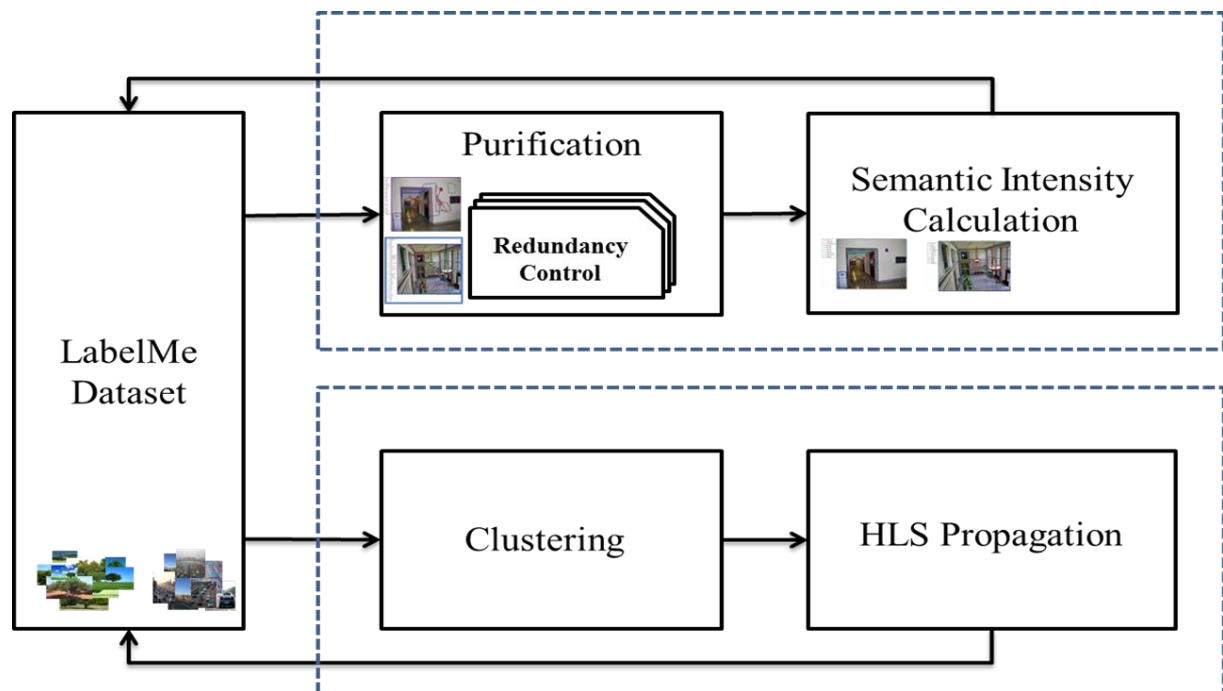 LabelMe
Dataset
Purification
Redundancy
Control
Semantic Intensity
Calculation
Clustering
HLS Propagation